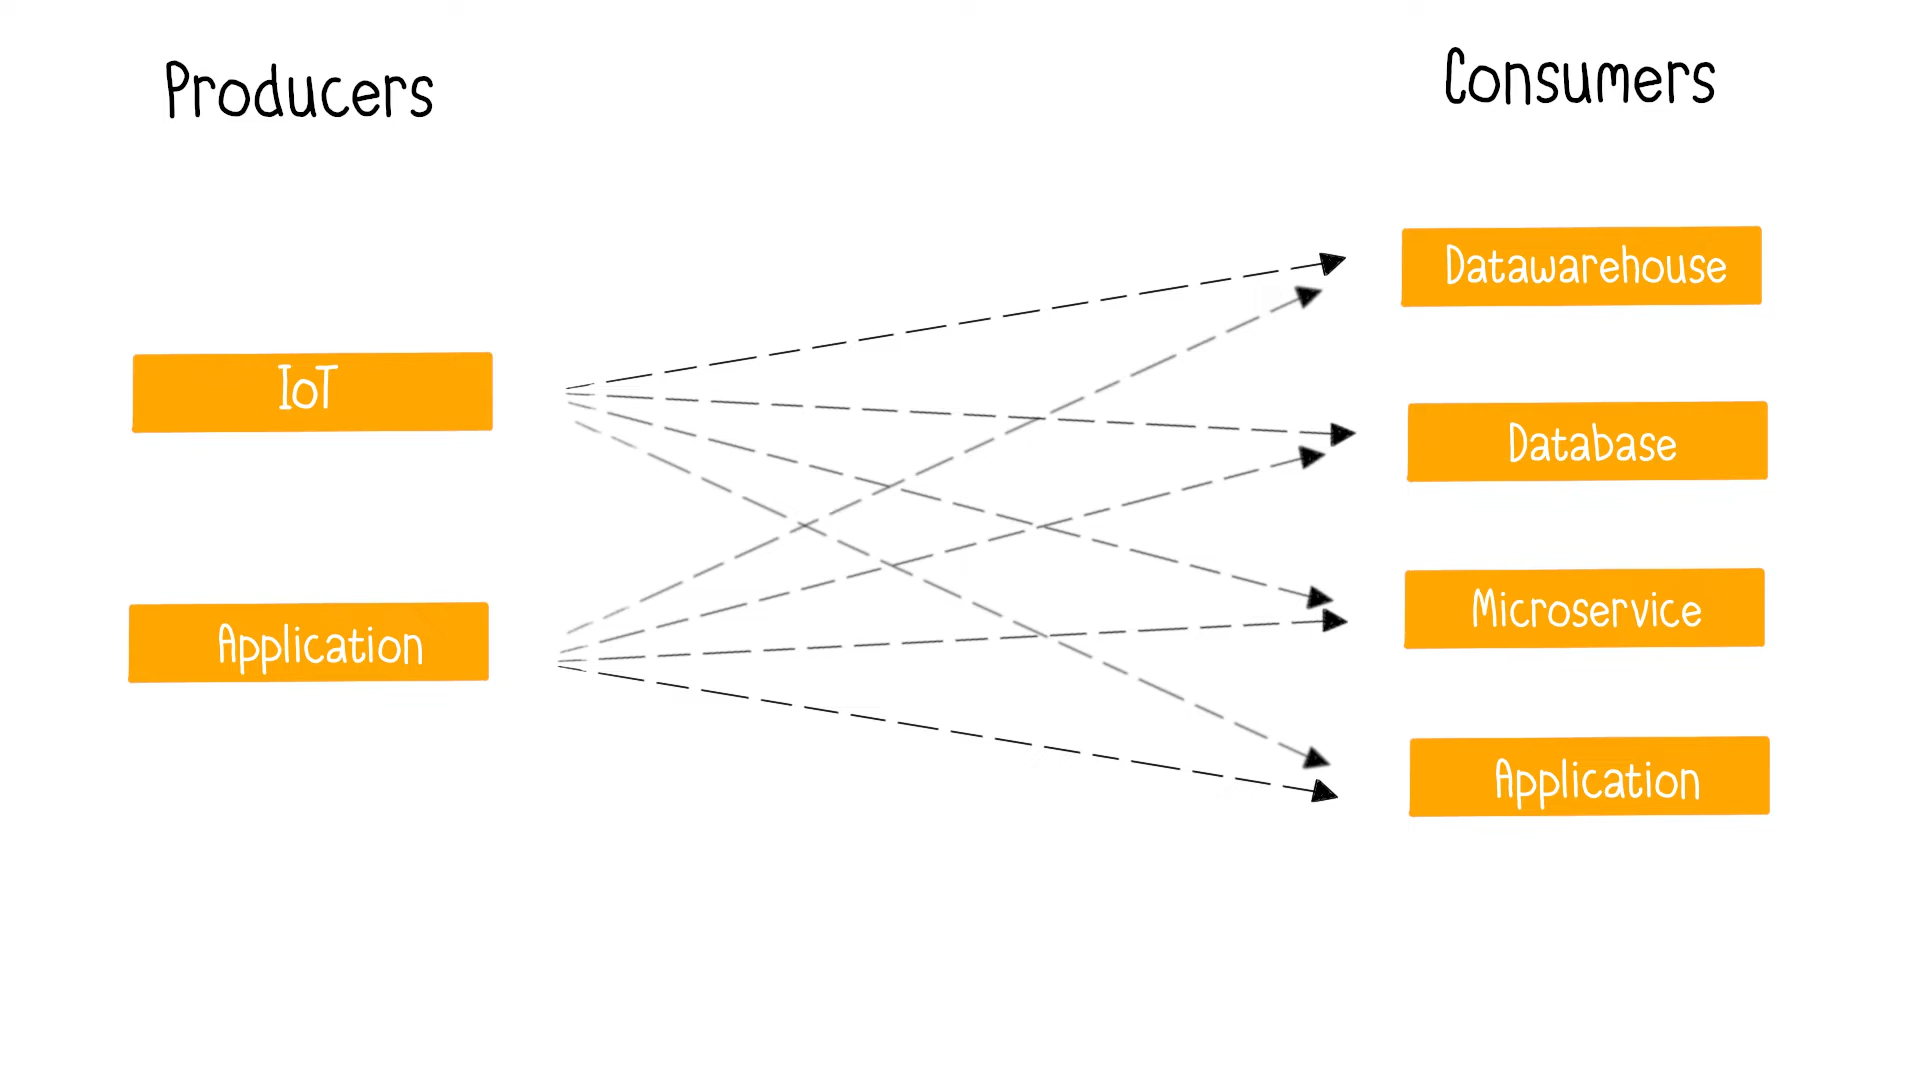 Producers
Consumers
Datawarehouse
IoT
Database
Microservice
Application
Application